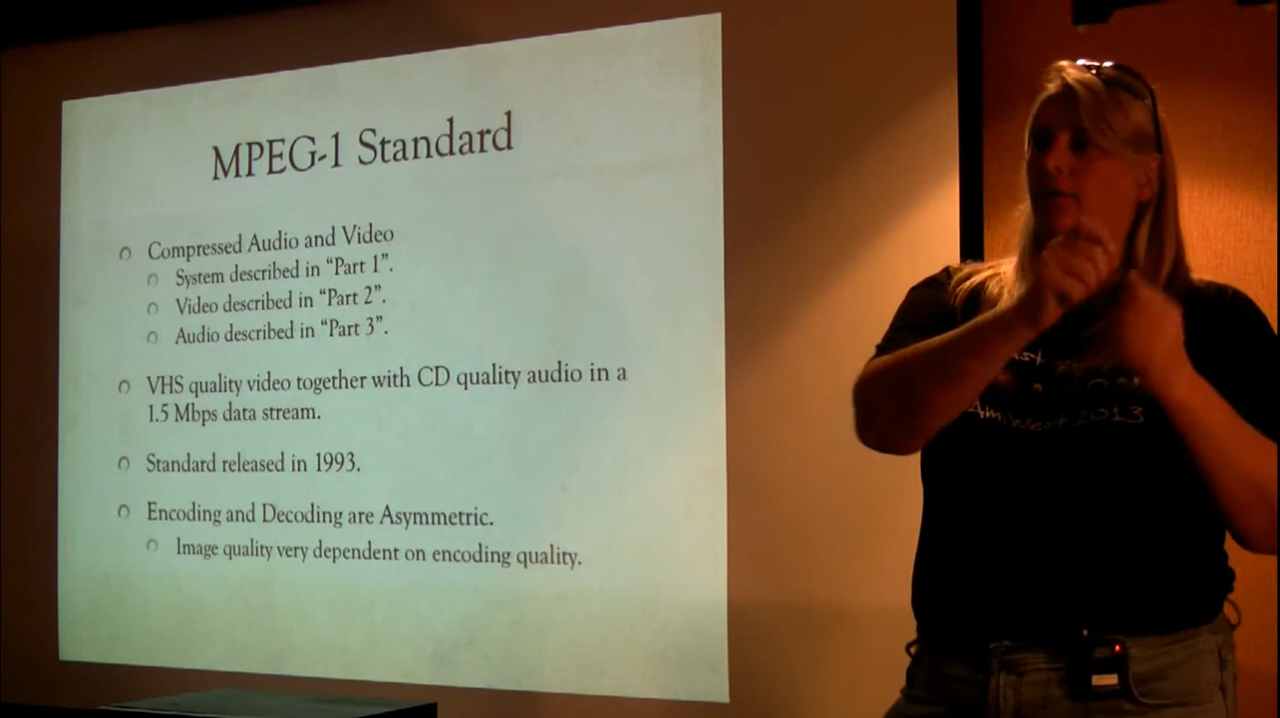 MPEG-1 Standard
Compressed Audio and Video
System described in “Part 1”.
Video described in “Part 2”.
Audio described in “Part 3”.
VHS quality video together with CD quality audio in a
1.5 Mbps data stream.
Standard released in 1993.
Encoding and Decoding are Asymmetric.
Image quality very dependent on encoding quality.
AmiWest 2013